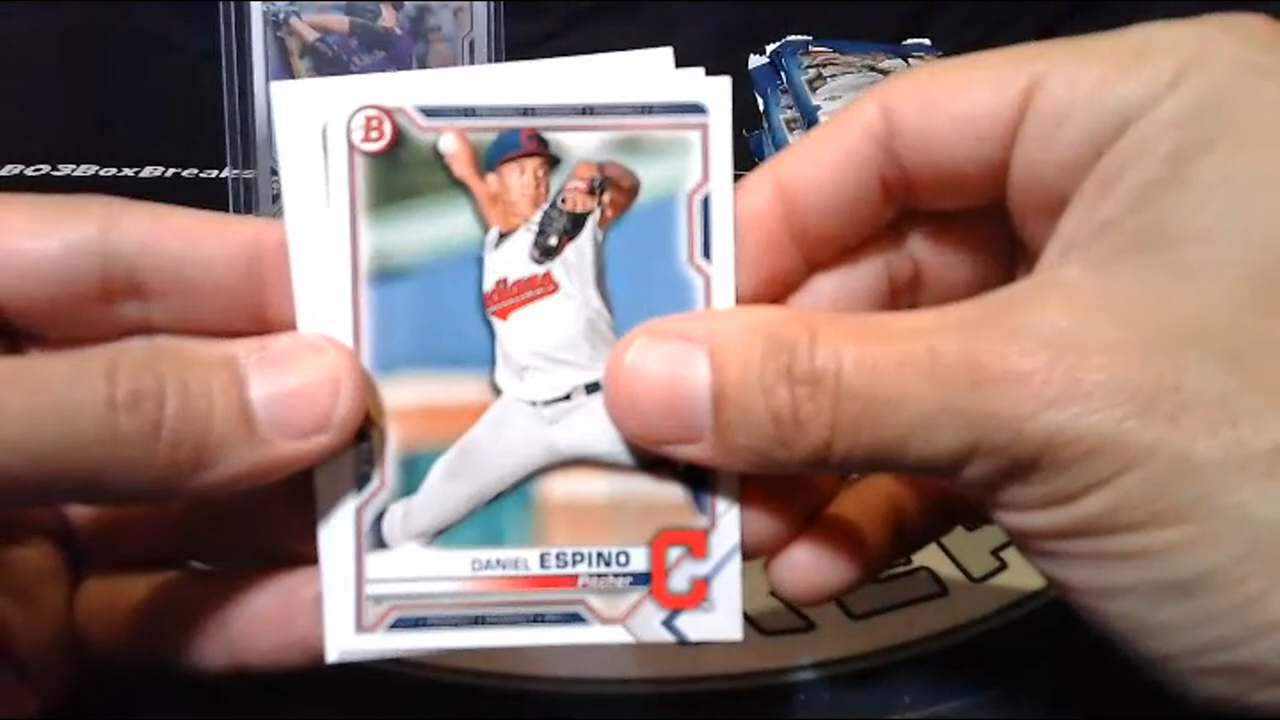 BO3BoxBreaks
B
C
Indians
DANIEL ESPINO
Pitcher
C